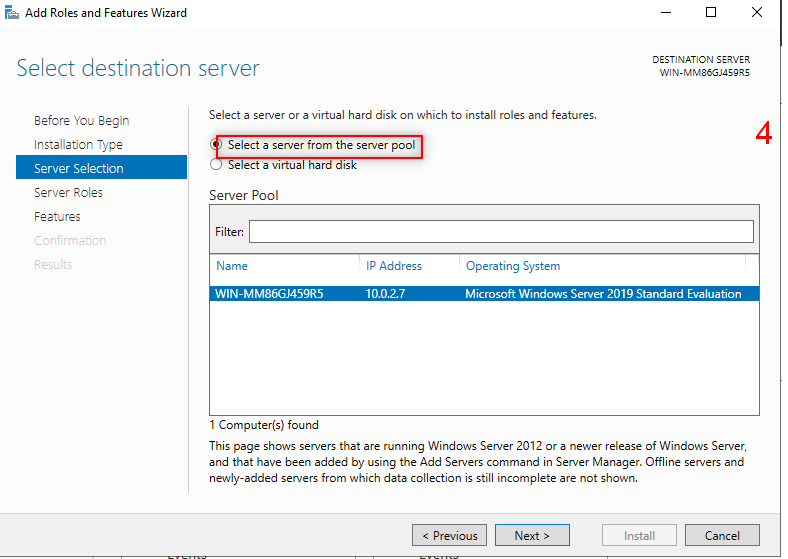 Add Roles and Features Wizard
Select destination server
DESTINATION SERVER
WIN-MM86GJ459R5
Before You Begin
Installation Type
Server Selection
Server Roles
Features
Confirmation
Results
Select a server or a virtual hard disk on which to install roles and features.
Select a server from the server pool
Select a virtual hard disk
4
Server Pool
Filter:
Name IP Address Operating System
WIN-MM86GJ459R5 10.0.2.7 Microsoft Windows Server 2019 Standard Evaluation
1 Computer(s) found
This page shows servers that are running Windows Server 2012 or a newer release of Windows Server,
and that have been added by using the Add Servers command in Server Manager. Offline servers and
newly-added servers from which data collection is still incomplete are not shown.
< Previous Next > Install Cancel
Events Events